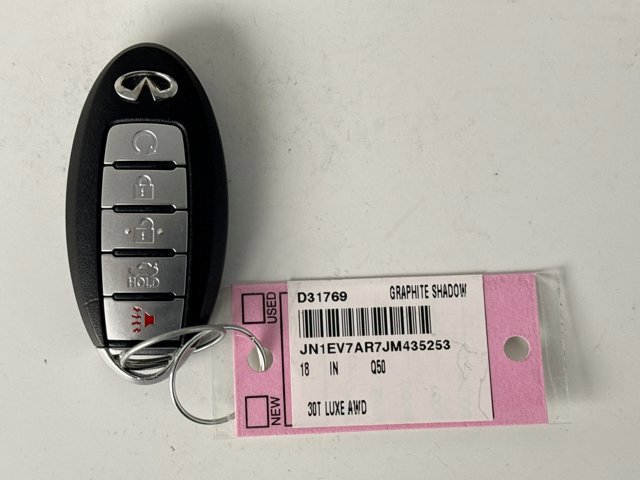 HOLD
USED
NEW
D31769 GRAPHITE SHADOW
JN1EV7AR7JM435253
18 IN Q50
30T LUXE AWD